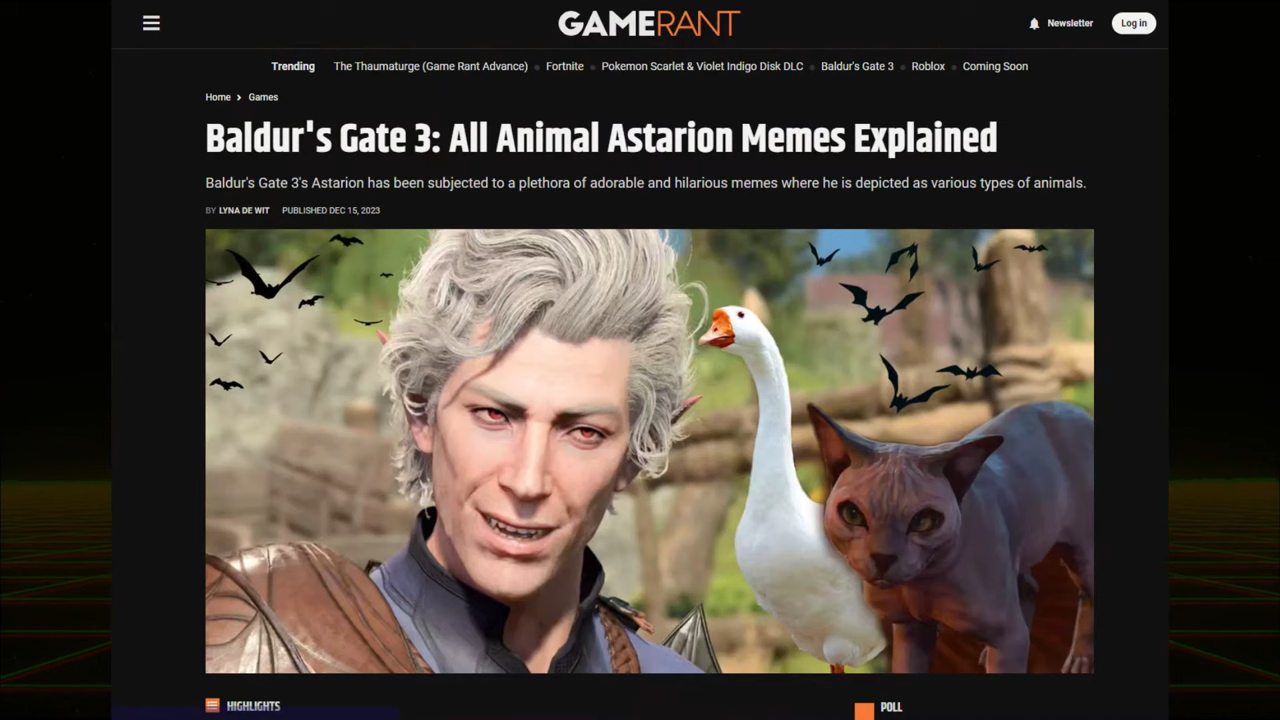 GAMERANT
Newsletter
Log in
Trending
The Thaumaturge (Game Rant Advance)
Fortnite
Pokemon Scarlet & Violet Indigo Disk DLC
Baldur's Gate 3
Roblox
Coming Soon
Home > Games
Baldur's Gate 3: All Animal Astarion Memes Explained
Baldur's Gate 3's Astarion has been subjected to a plethora of adorable and hilarious memes where he is depicted as various types of animals.
BY LYNA DE WIT PUBLISHED DEC 15, 2023
HIGHLIGHTS
POLL